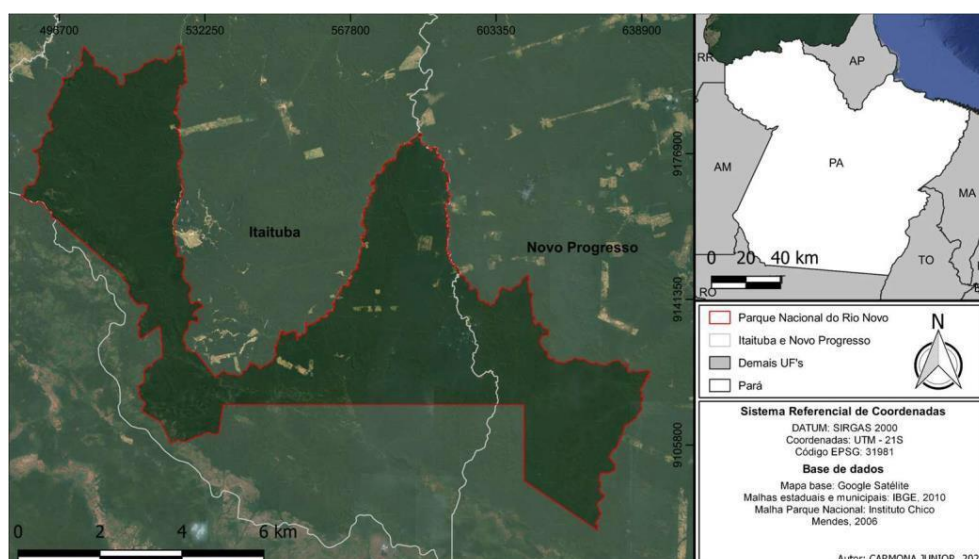 496700 532250 567800 603350 638900
9176900
Itaituba
Novo Progresso
9141350
9105800
0 2 4 6 km
RR
AP
AM
PA
MA
TO
RO
0 20 40 km
Parque Nacional do Rio Novo
Itaituba e Novo Progresso
Demais UF's
Pará
N
Sistema Referencial de Coordenadas
DATUM: SIRGAS 2000
Coordenadas: UTM - 21S
Código EPSG: 31981
Base de dados
Mapa base: Google Satélite
Malhas estaduais e municipais: IBGE, 2010
Malha Parque Nacional: Instituto Chico
Mendes, 2006
Autor: CARMONA JUNIOR,